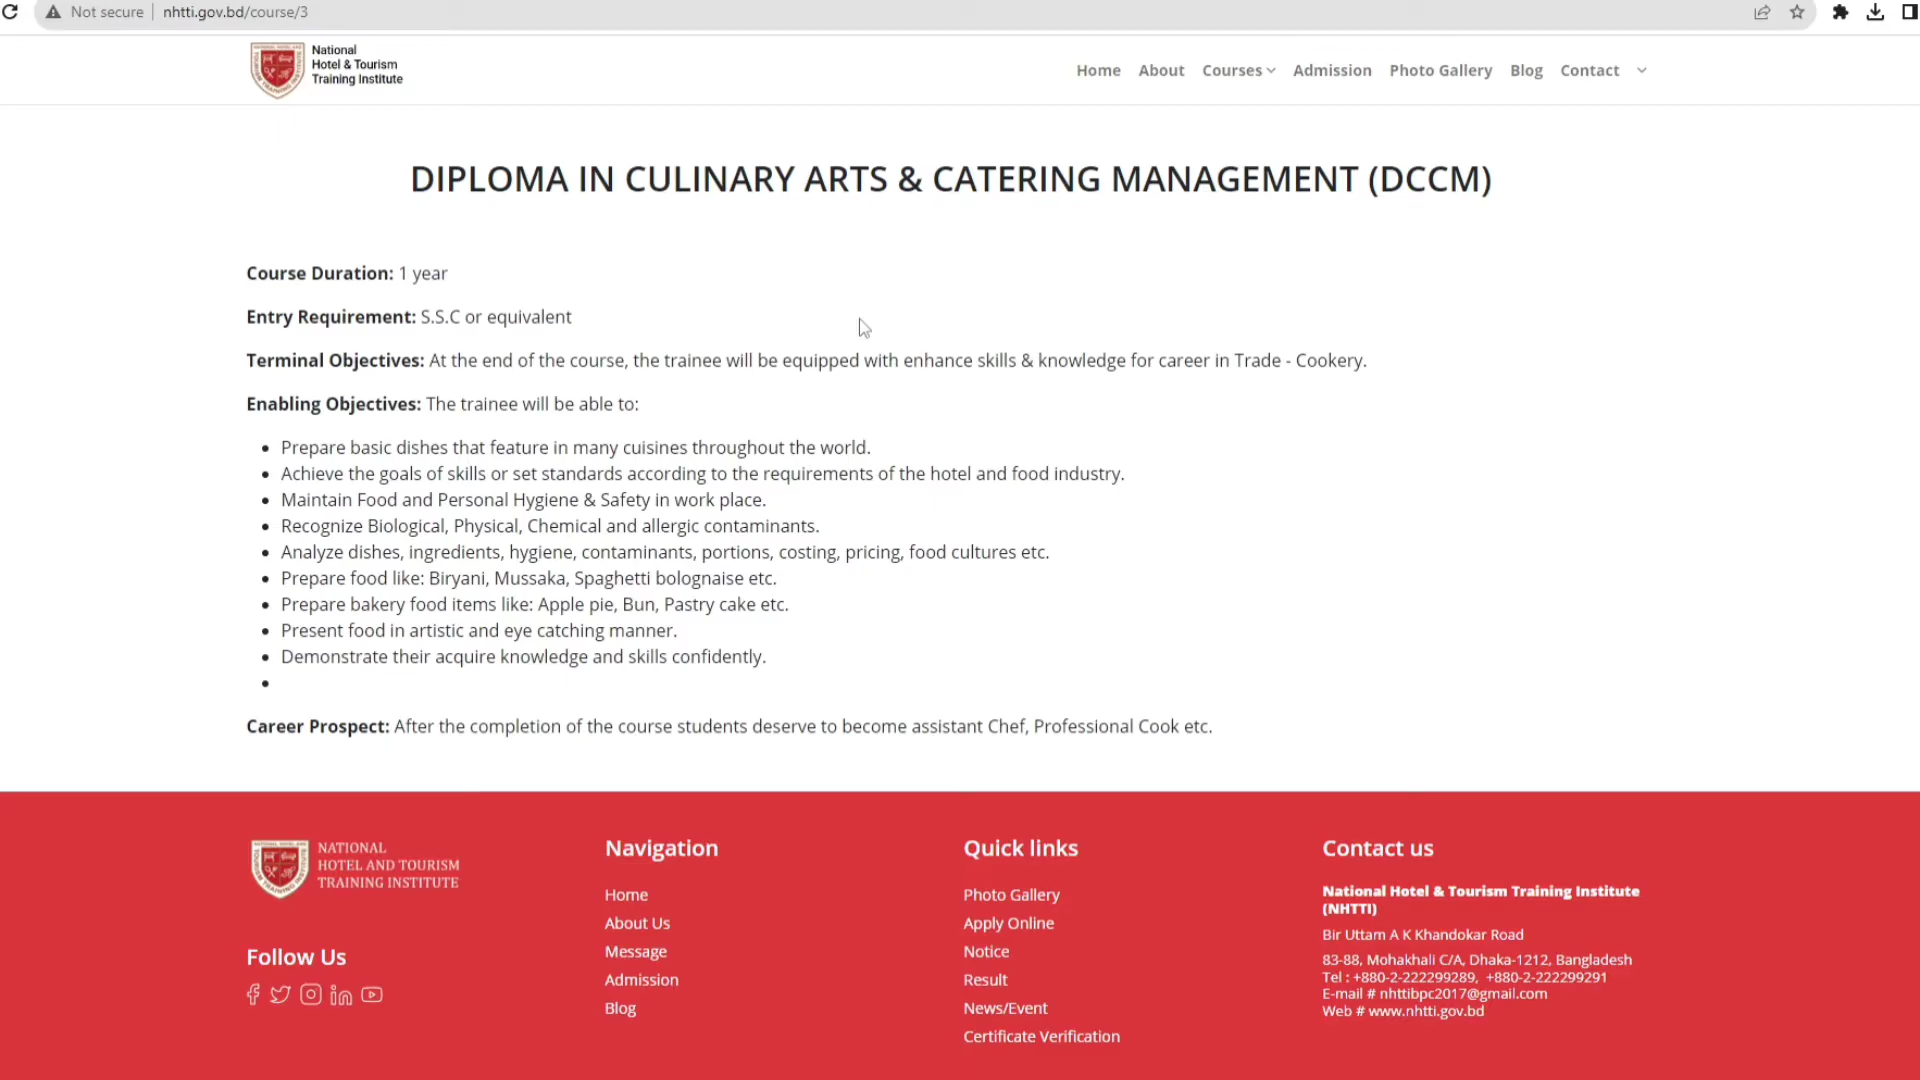 Not secure nhtti.gov.bd/course/3
National
Hotel & Tourism
Training Institute
Home About Courses Admission Photo Gallery Blog Contact
DIPLOMA IN CULINARY ARTS & CATERING MANAGEMENT (DCCM)
Course Duration: 1 year
Entry Requirement: S.S.C or equivalent
Terminal Objectives: At the end of the course, the trainee will be equipped with enhance skills & knowledge for career in Trade - Cookery.
Enabling Objectives: The trainee will be able to:
Prepare basic dishes that feature in many cuisines throughout the world.
Achieve the goals of skills or set standards according to the requirements of the hotel and food industry.
Maintain Food and Personal Hygiene & Safety in work place.
Recognize Biological, Physical, Chemical and allergic contaminants.
Analyze dishes, ingredients, hygiene, contaminants, portions, costing, pricing, food cultures etc.
Prepare food like: Biryani, Mussaka, Spaghetti bolognaise etc.
Prepare bakery food items like: Apple pie, Bun, Pastry cake etc.
Present food in artistic and eye catching manner.
Demonstrate their acquire knowledge and skills confidently.
Career Prospect: After the completion of the course students deserve to become assistant Chef, Professional Cook etc.
NATIONAL
HOTEL AND TOURISM
TRAINING INSTITUTE
Follow Us
Navigation
Home
About Us
Message
Admission
Blog
Quick links
Photo Gallery
Apply Online
Notice
Result
News/Event
Certificate Verification
Contact us
National Hotel & Tourism Training Institute
(NHTTI)
Bir Uttam A K Khandokar Road
83-88, Mohakhali C/A, Dhaka-1212, Bangladesh
Tel : +880-2-222299289, +880-2-222299291
E-mail # nhttibpc2017@gmail.com
Web # www.nhtti.gov.bd